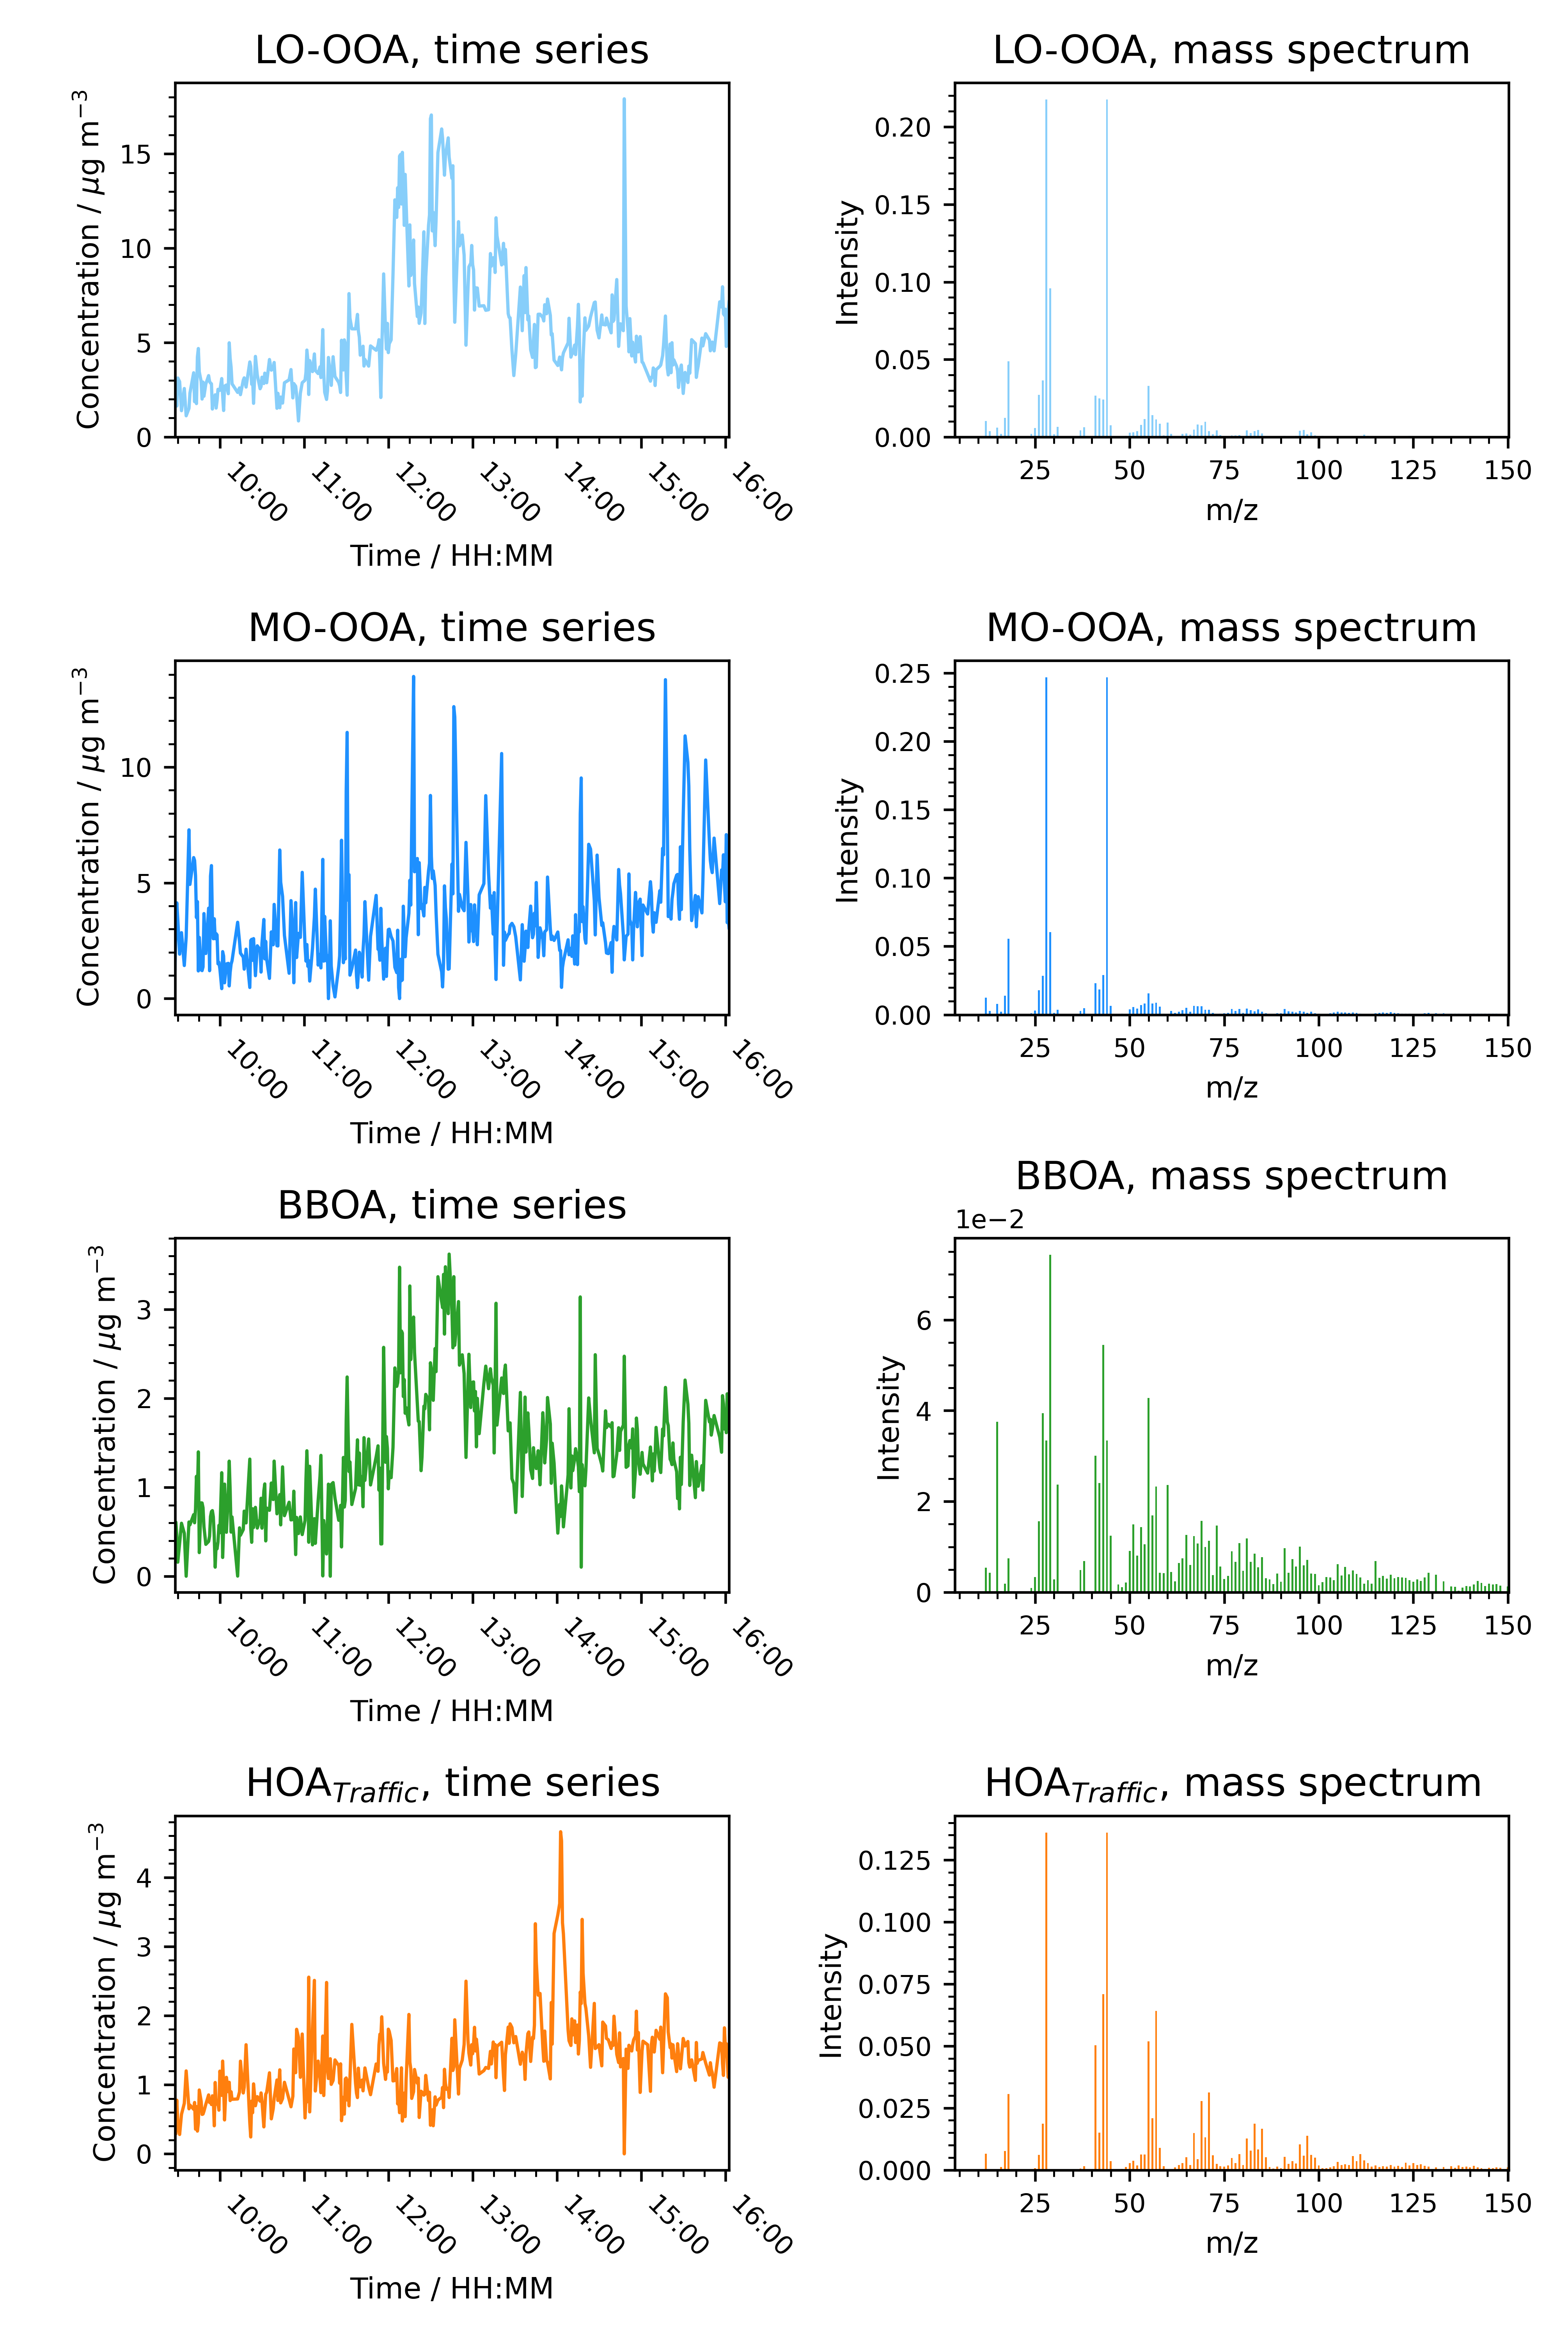 LO-OOA, time series
Concentration / μg m⁻³
15
10
5
0
10:00 11:00 12:00 13:00 14:00 15:00 16:00
Time / HH:MM
LO-OOA, mass spectrum
Intensity
0.20
0.15
0.10
0.05
0.00
25 50 75 100 125 150
m/z
MO-OOA, time series
Concentration / μg m⁻³
10
5
0
10:00 11:00 12:00 13:00 14:00 15:00 16:00
Time / HH:MM
MO-OOA, mass spectrum
Intensity
0.25
0.20
0.15
0.10
0.05
0.00
25 50 75 100 125 150
m/z
BBOA, time series
Concentration / μg m⁻³
3
2
1
0
10:00 11:00 12:00 13:00 14:00 15:00 16:00
Time / HH:MM
BBOA, mass spectrum
1e−2
Intensity
6
4
2
0
25 50 75 100 125 150
m/z
HOATraffic, time series
Concentration / μg m⁻³
4
3
2
1
0
10:00 11:00 12:00 13:00 14:00 15:00 16:00
Time / HH:MM
HOATraffic, mass spectrum
Intensity
0.125
0.100
0.075
0.050
0.025
0.000
25 50 75 100 125 150
m/z